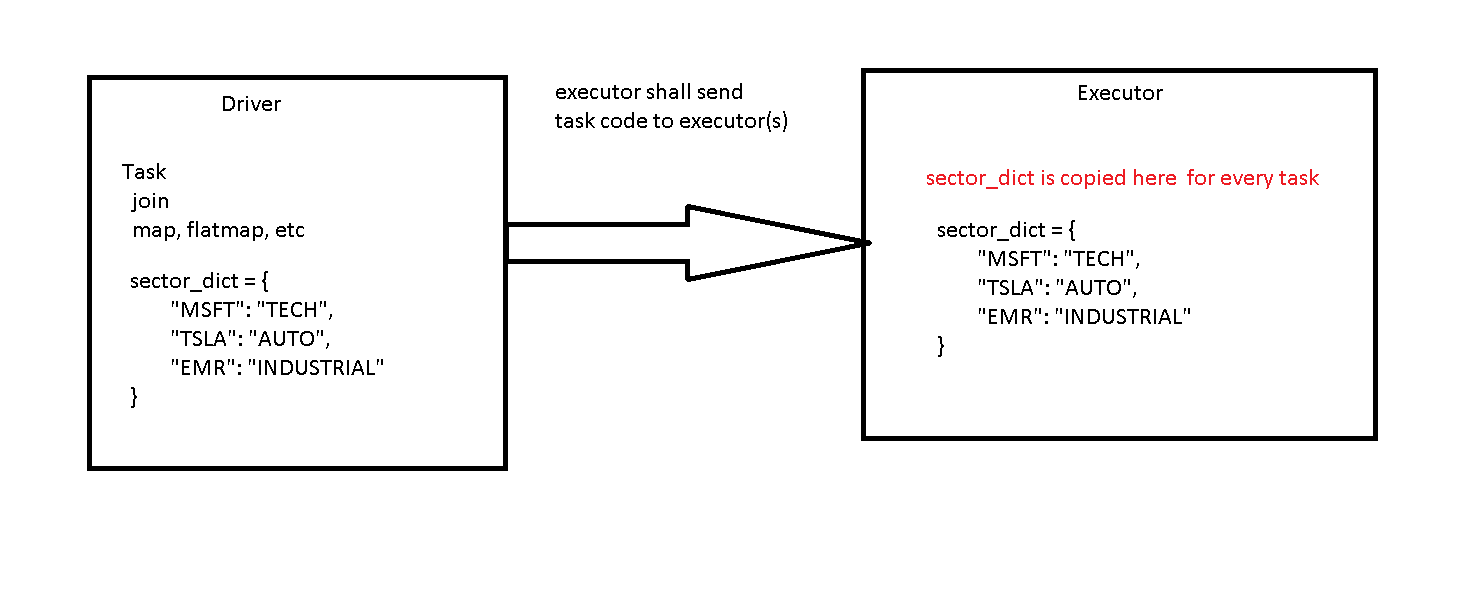 Driver
Task
join
map, flatmap, etc
sector_dict = {
"MSFT": "TECH",
"TSLA": "AUTO",
"EMR": "INDUSTRIAL"
}
executor shall send
task code to executor(s)
Executor
sector_dict is copied here  for every task
sector_dict = {
"MSFT": "TECH",
"TSLA": "AUTO",
"EMR": "INDUSTRIAL"
}